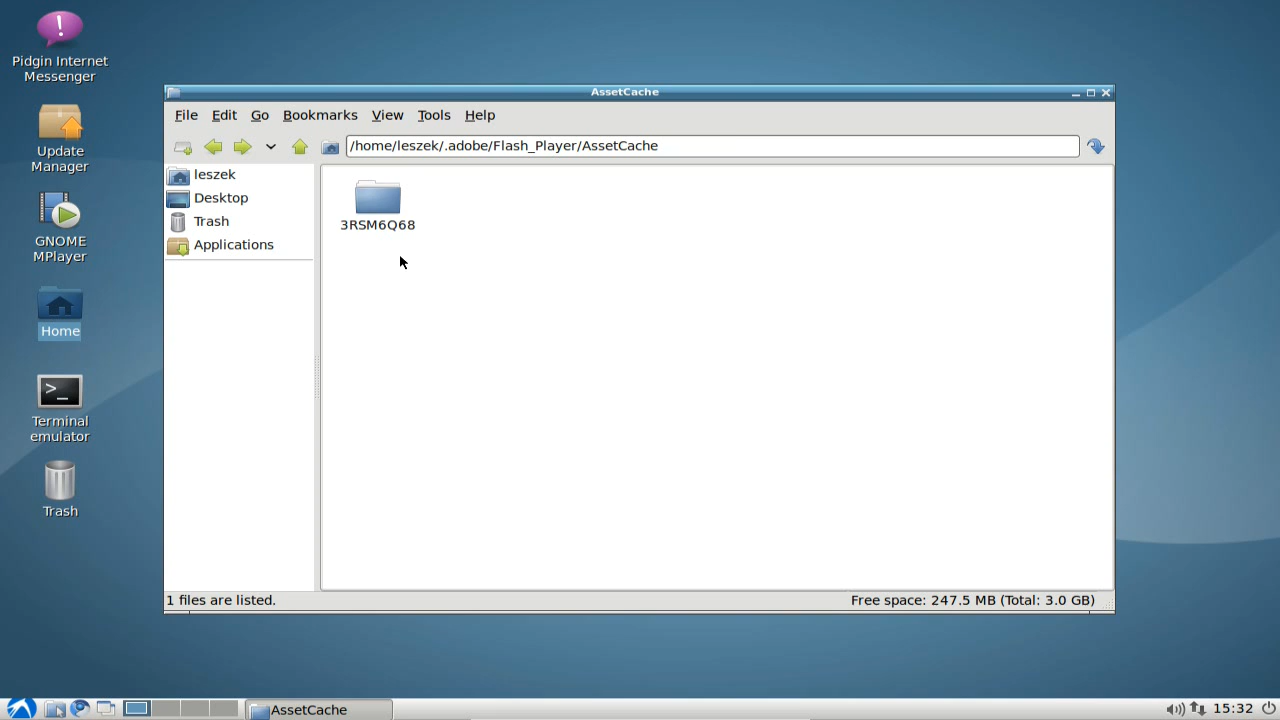 Pidgin Internet
Messenger
Update
Manager
GNOME
MPlayer
Home
>_
Terminal
emulator
Trash
AssetCache
File Edit Go Bookmarks View Tools Help
/home/leszek/.adobe/Flash_Player/AssetCache
leszek
Desktop
Trash
Applications
3RSM6Q68
1 files are listed.
Free space: 247.5 MB (Total: 3.0 GB)
AssetCache
15:32